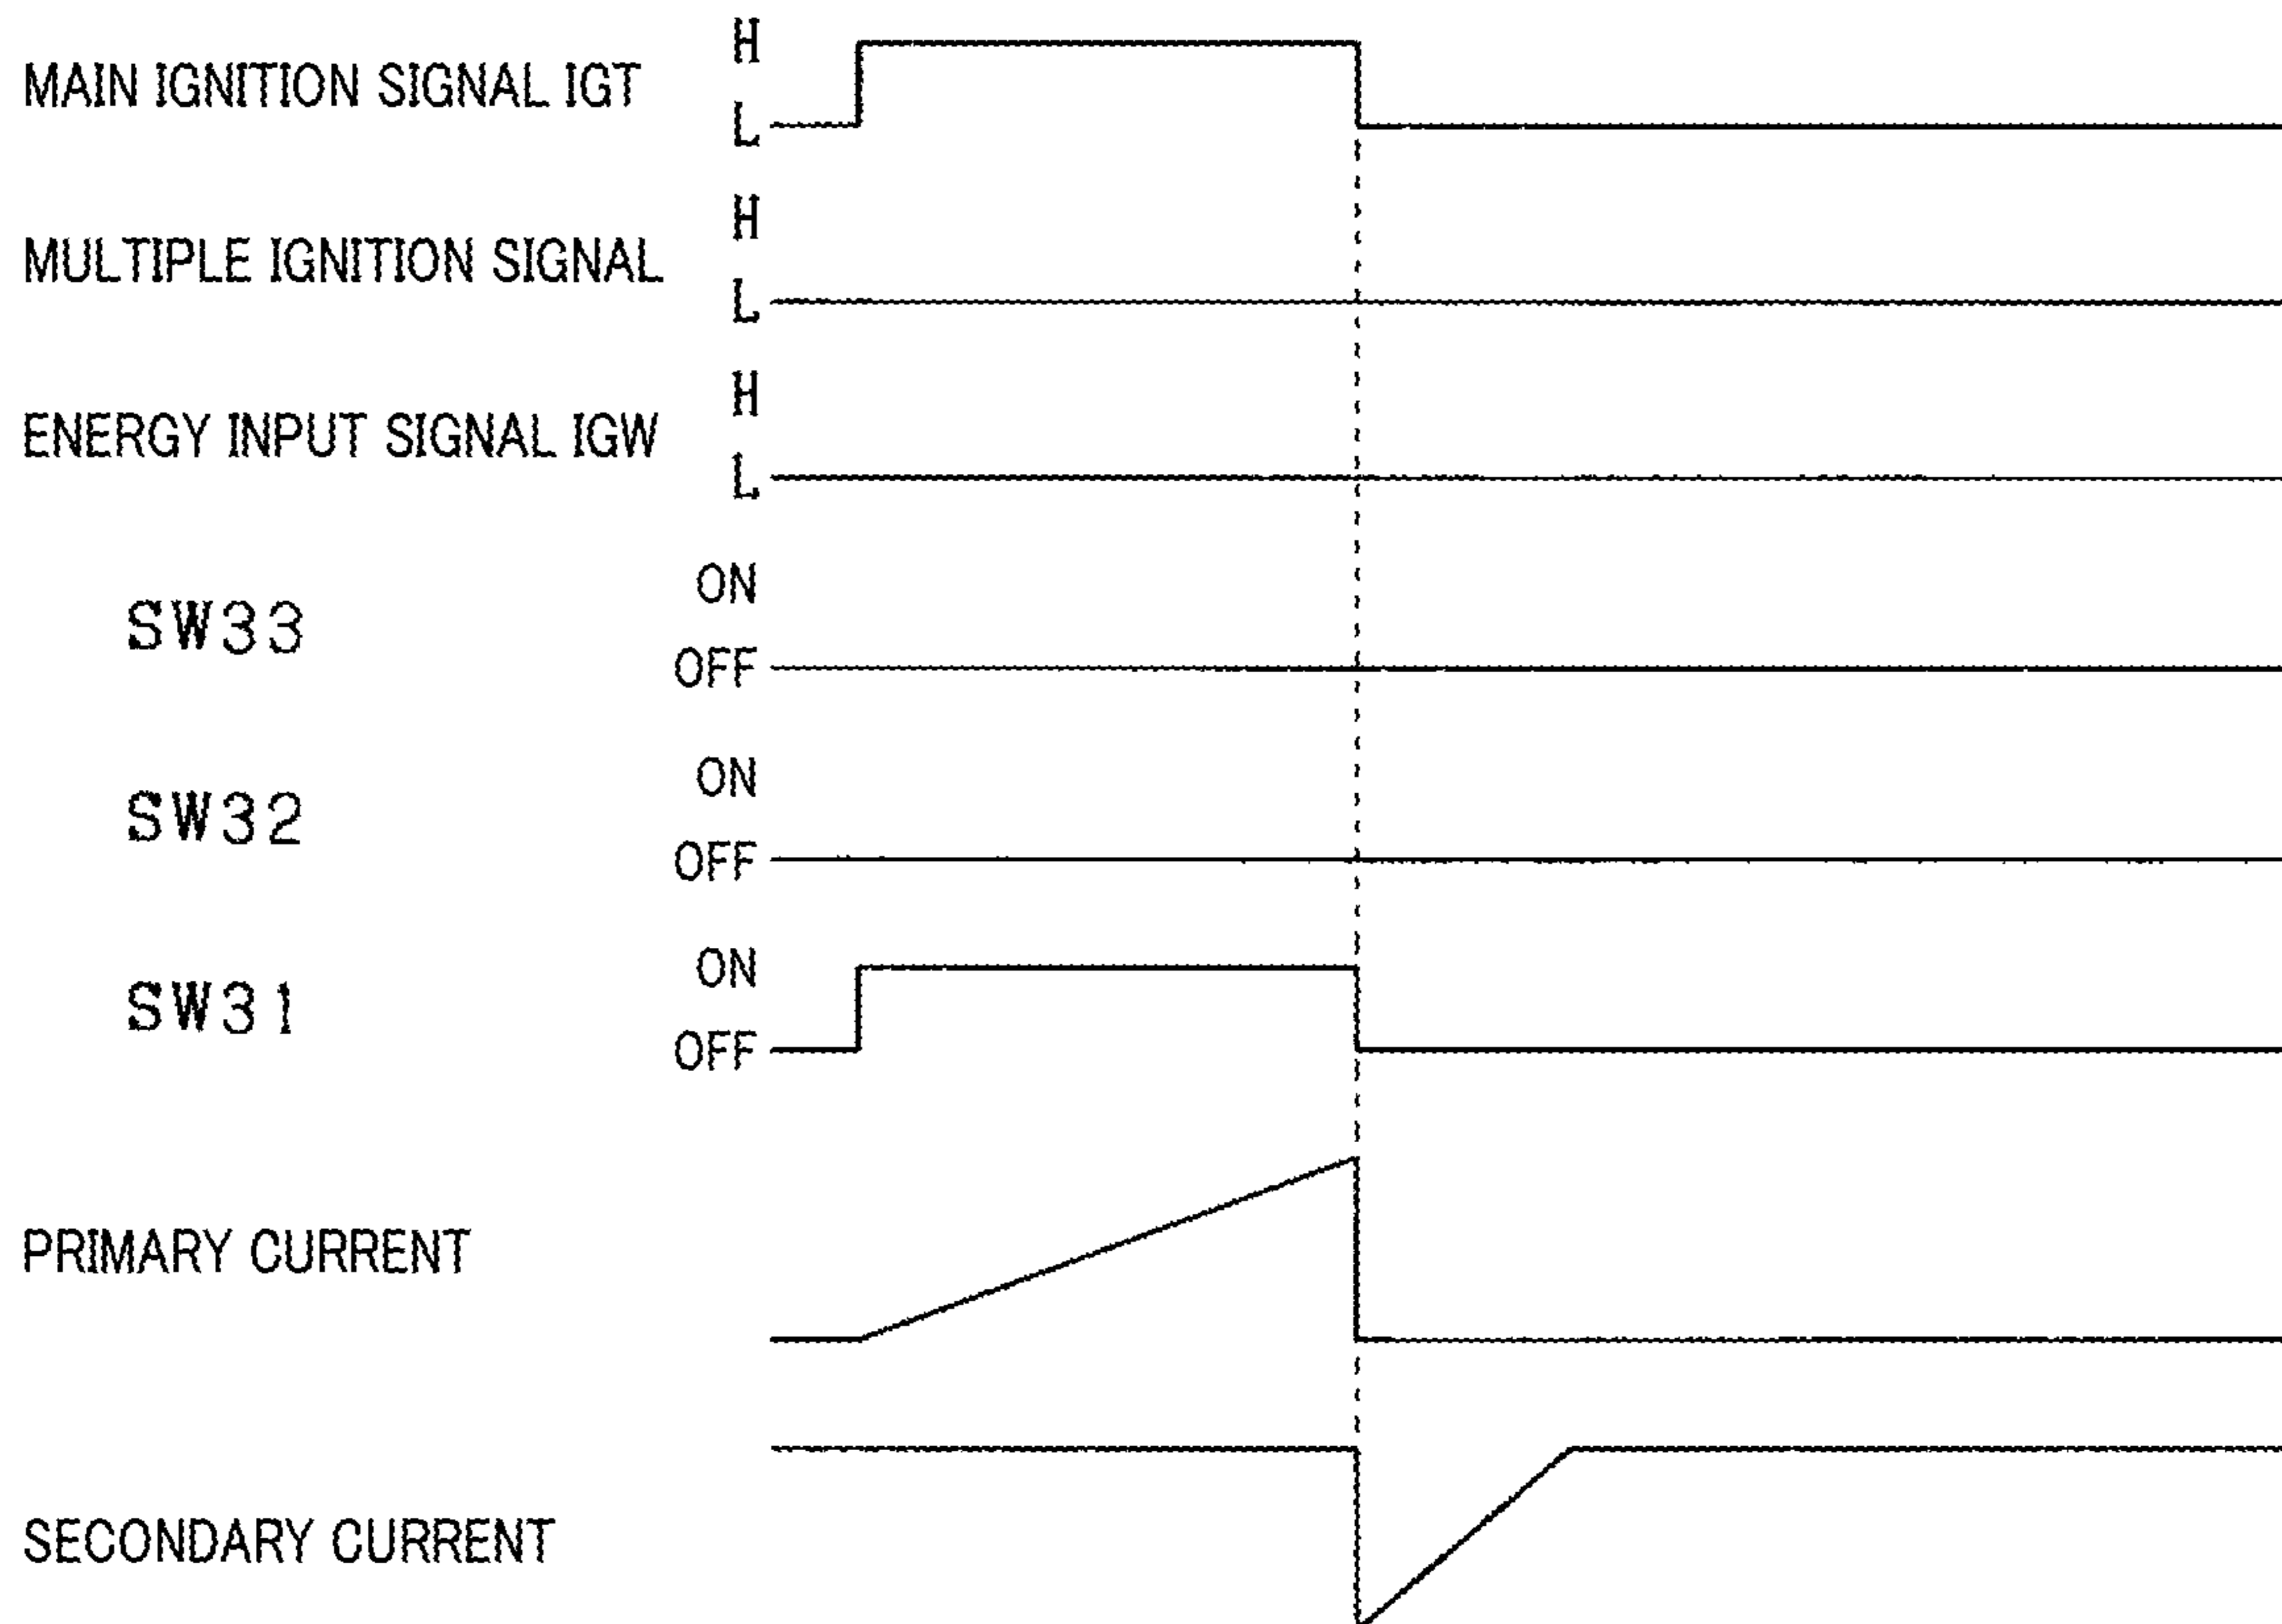 MAIN IGNITION SIGNAL IGT
H
L
MULTIPLE IGNITION SIGNAL
H
L
ENERGY INPUT SIGNAL IGW
H
L
SW33
ON
OFF
SW32
ON
OFF
SW31
ON
OFF
PRIMARY CURRENT
SECONDARY CURRENT